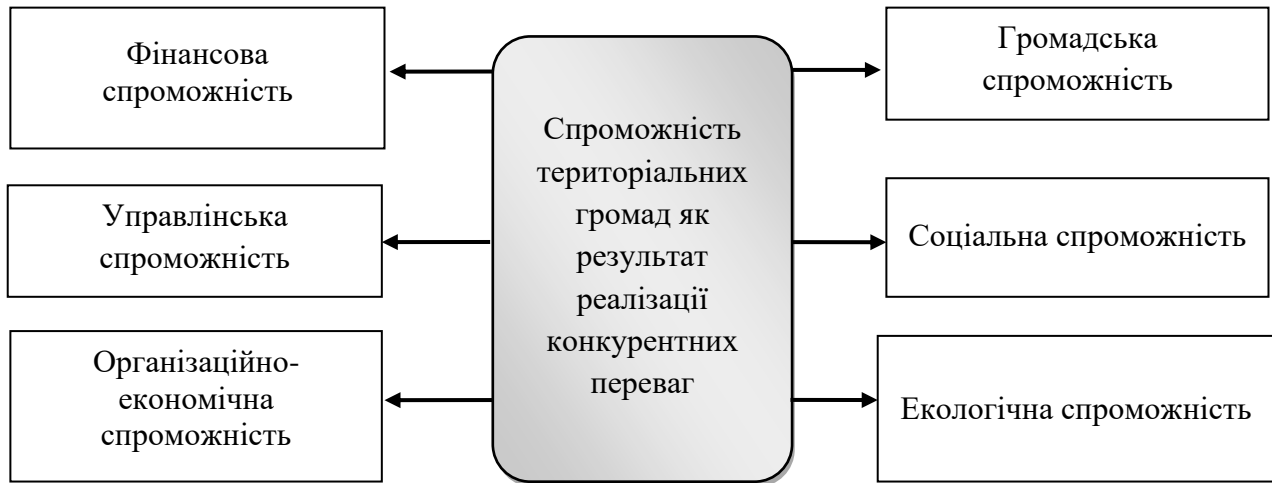 Фінансова
спроможність
Управлінська
спроможність
Організаційно-
економічна
спроможність
Спроможність
територіальних
громад як
результат
реалізації
конкурентних
переваг
Громадська
спроможність
Соціальна спроможність
Екологічна спроможність